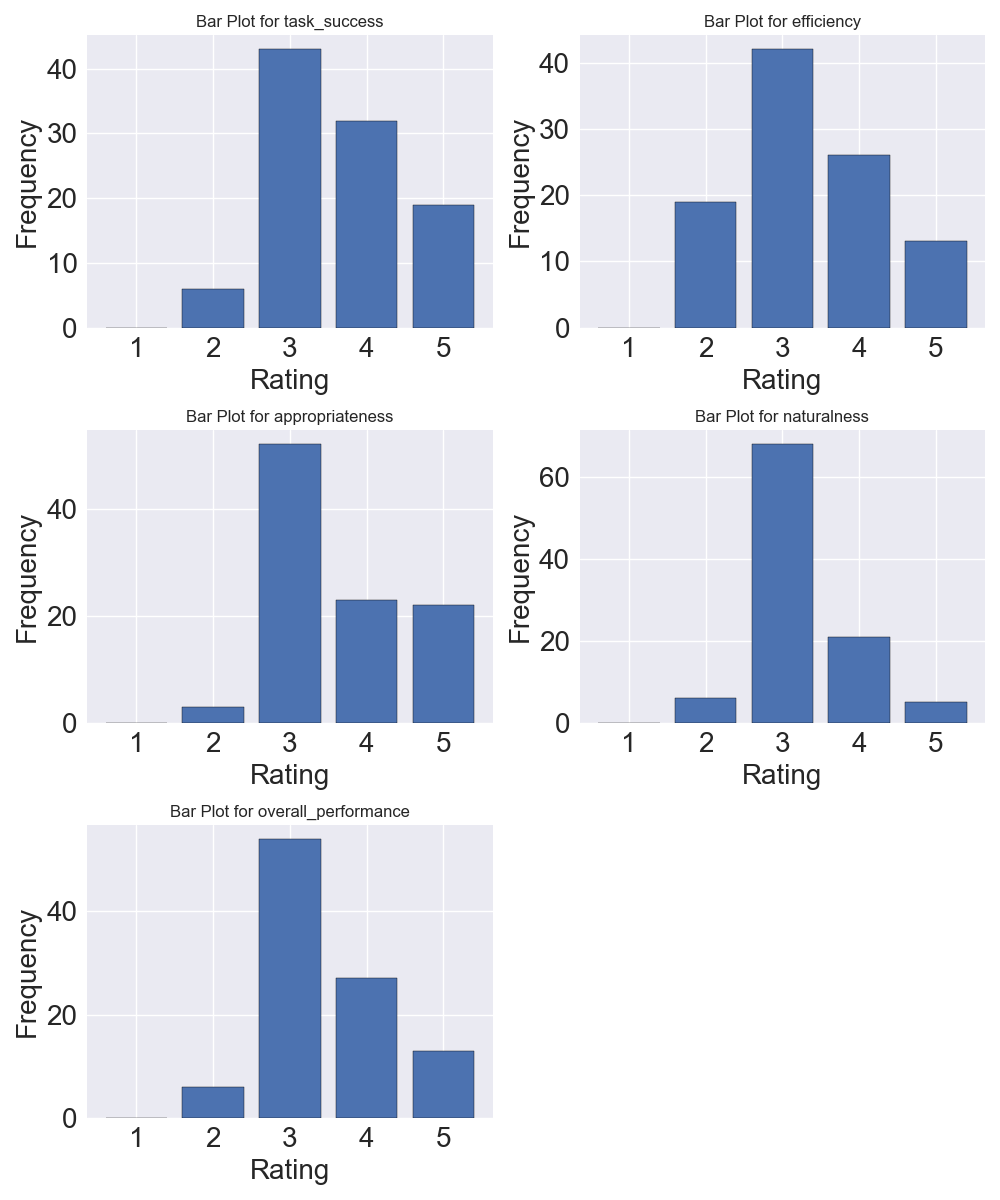 Bar Plot for task_success
Frequency
40
30
20
10
0
1 2 3 4 5
Rating
Bar Plot for efficiency
Frequency
40
30
20
10
0
1 2 3 4 5
Rating
Bar Plot for appropriateness
Frequency
40
20
0
1 2 3 4 5
Rating
Bar Plot for naturalness
Frequency
60
40
20
0
1 2 3 4 5
Rating
Bar Plot for overall_performance
Frequency
40
20
0
1 2 3 4 5
Rating